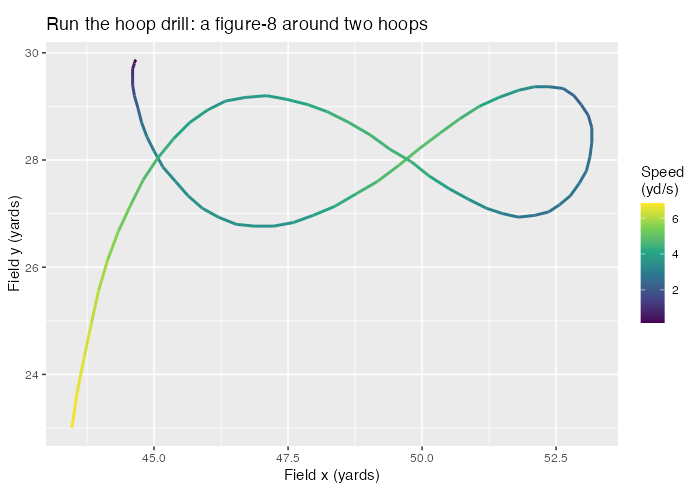 Run the hoop drill: a figure-8 around two hoops
30
28
26
24
Field y (yards)
45.0
47.5
50.0
52.5
Field x (yards)
Speed
(yd/s)
6
4
2